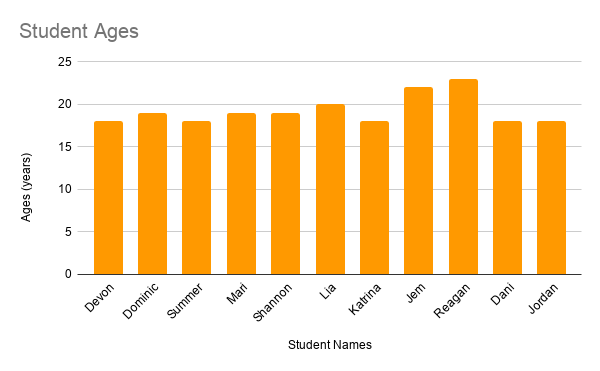 Student Ages
25
20
15
10
5
0
Ages (years)
Devon
Dominic
Summer
Mari
Shannon
Lia
Katrina
Jem
Reagan
Dani
Jordan
Student Names